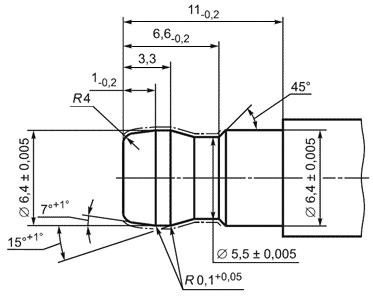 11-0,2
6,6-0,2
3,3
1-0,2
R4
45°
⌀ 6,4 ± 0,005
⌀ 6,4 ± 0,005
7°+1°
15°+1°
⌀ 5,5 ± 0,005
R 0,1+0,05